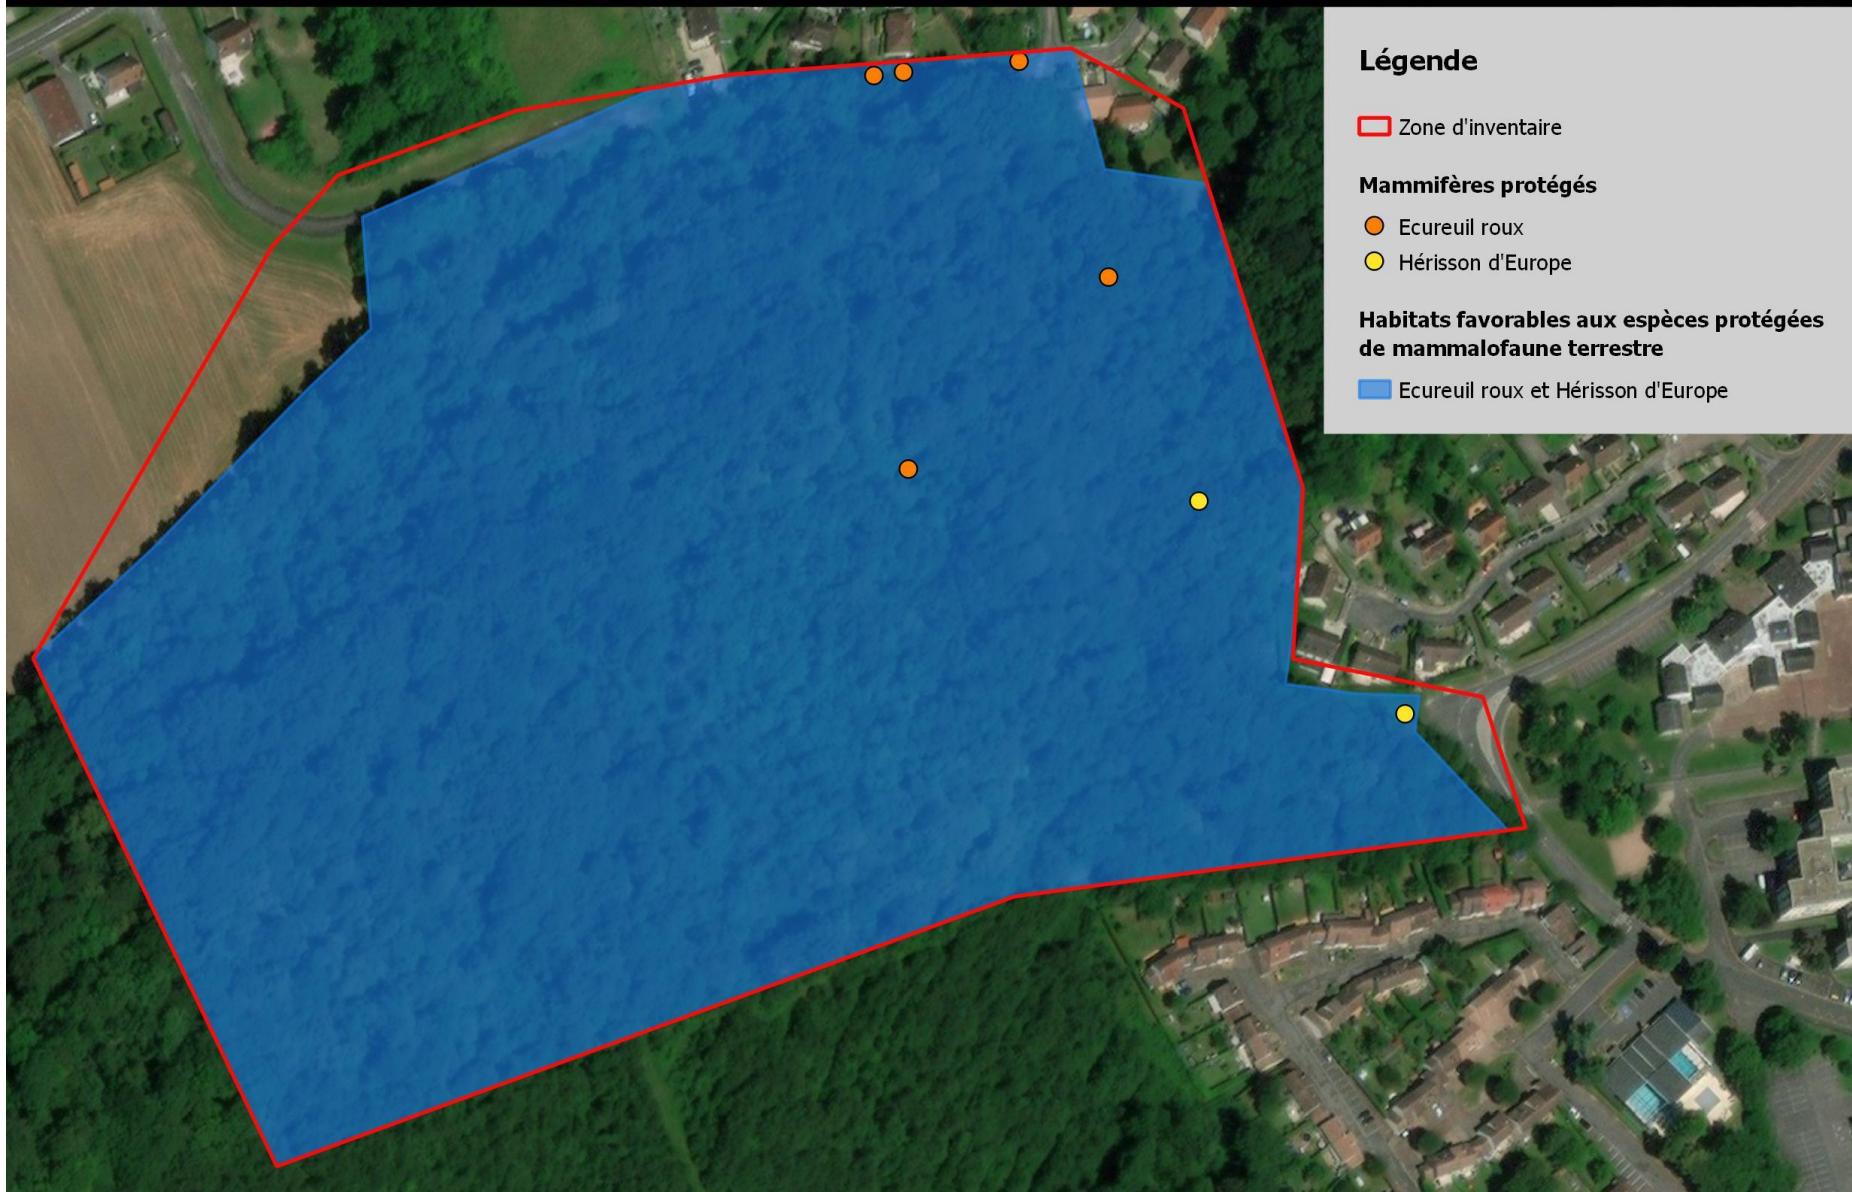 Légende
Zone d'inventaire
Mammifères protégés
Ecureuil roux
Hérisson d'Europe
Habitats favorables aux espèces protégées
de mammalofaune terrestre
Ecureuil roux et Hérisson d'Europe